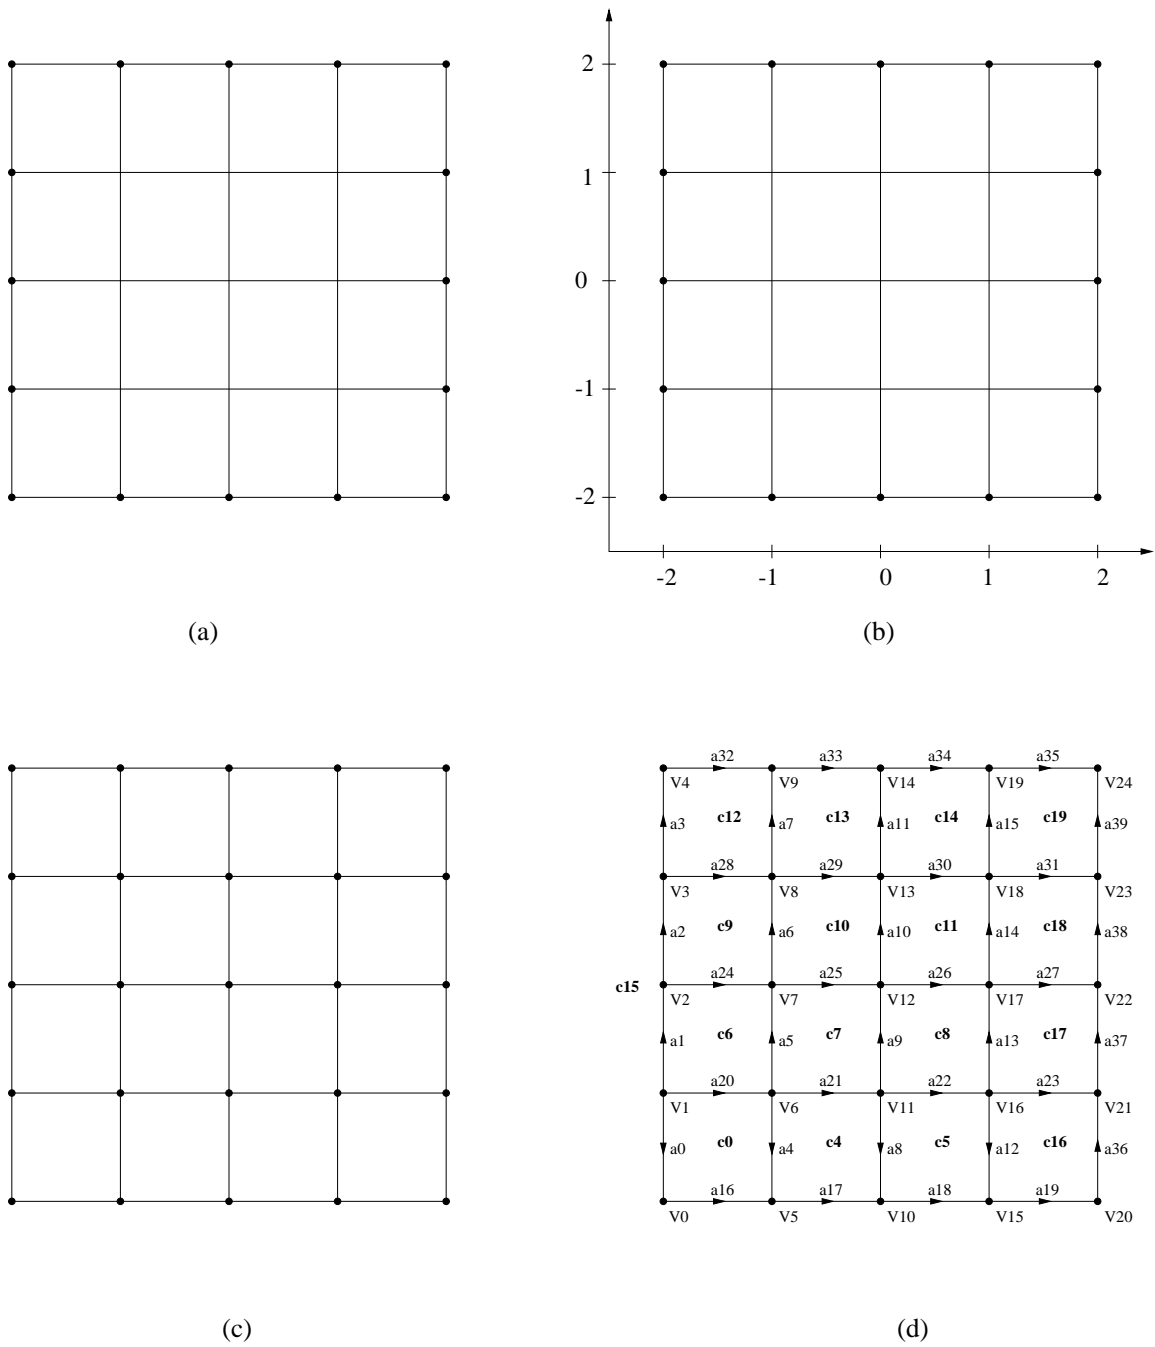 2
1
0
-1
-2
-2 -1 0 1 2
(a) (b)
a32 a33 a34 a35
V4 V9 V14 V19 V24
c12 c13 c14 c19
a3 a7 a11 a15 a39
a28 a29 a30 a31
V3 V8 V13 V18 V23
c9 c10 c11 c18
a2 a6 a10 a14 a38
a24 a25 a26 a27
c15
V2 V7 V12 V17 V22
c6 c7 c8 c17
a1 a5 a9 a13 a37
a20 a21 a22 a23
V1 V6 V11 V16 V21
c0 c4 c5 c16
a0 a4 a8 a12 a36
a16 a17 a18 a19
V0 V5 V10 V15 V20
(c) (d)